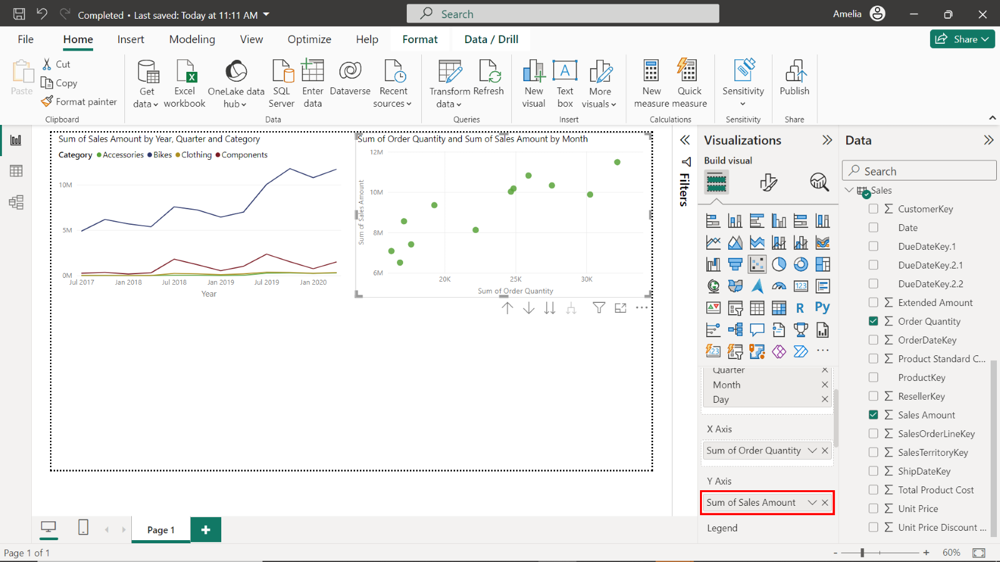 Completed • Last saved: Today at 11:11 AM
Search
Amelia
File
Home
Insert
Modeling
View
Optimize
Help
Format
Data / Drill
Share
Paste
Cut
Copy
Format painter
Clipboard
Get data
Excel workbook
OneLake data hub
SQL Server
Enter data
Dataverse
Recent sources
Data
Transform data
Refresh
Queries
New visual
Text box
More visuals
Insert
New measure
Quick measure
Calculations
Sensitivity
Sensitivity
Publish
Share
Sum of Sales Amount by Year, Quarter and Category
Category Accessories Bikes Clothing Components
10M
5M
0M
Jul 2017 Jan 2018 Jul 2018 Jan 2019 Jul 2019 Jan 2020
Year
Sum of Order Quantity and Sum of Sales Amount by Month
12M
10M
8M
6M
Sum of Sales Amount
20K 25K 30K
Sum of Order Quantity
Filters
Visualizations
Build visual
123
R
Py
123
Quarter
Month
Day
X Axis
Sum of Order Quantity
Y Axis
Sum of Sales Amount
Legend
Data
Search
Sales
CustomerKey
Date
DueDateKey.1
DueDateKey.2.1
DueDateKey.2.2
Σ Extended Amount
Σ Order Quantity
Σ OrderDateKey
Σ Product Standard C...
ProductKey
Σ ResellerKey
Σ Sales Amount
Σ SalesOrderLineKey
Σ SalesTerritoryKey
Σ ShipDateKey
Σ Total Product Cost
Σ Unit Price
Σ Unit Price Discount ...
Page 1
Page 1 of 1
- + 60%